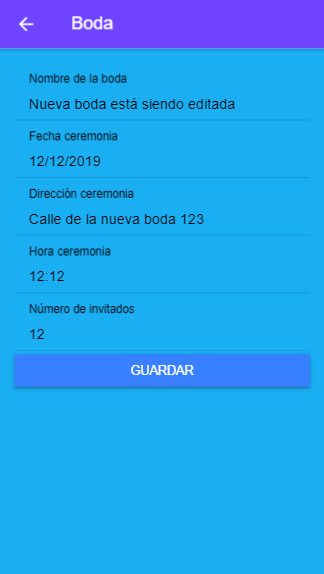 Boda
Nombre de la boda
Nueva boda está siendo editada
Fecha ceremonia
12/12/2019
Dirección ceremonia
Calle de la nueva boda 123
Hora ceremonia
12:12
Número de invitados
12
GUARDAR